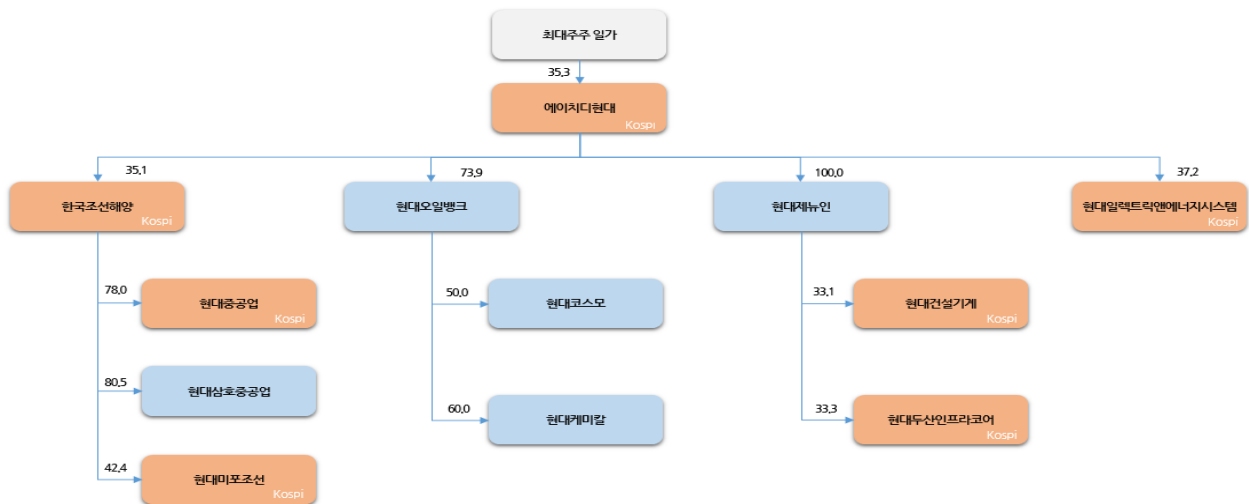 최대주주 일가
35.3
에이치디현대
Kospi
35.1
73.9
100.0
37.2
한국조선해양
Kospi
현대오일뱅크
현대제뉴인
현대일렉트릭앤에너지시스템
Kospi
78.0
현대중공업
Kospi
50.0
현대코스모
33.1
현대건설기계
Kospi
80.5
현대삼호중공업
60.0
현대케미칼
33.3
현대두산인프라코어
Kospi
42.4
현대미포조선
Kospi